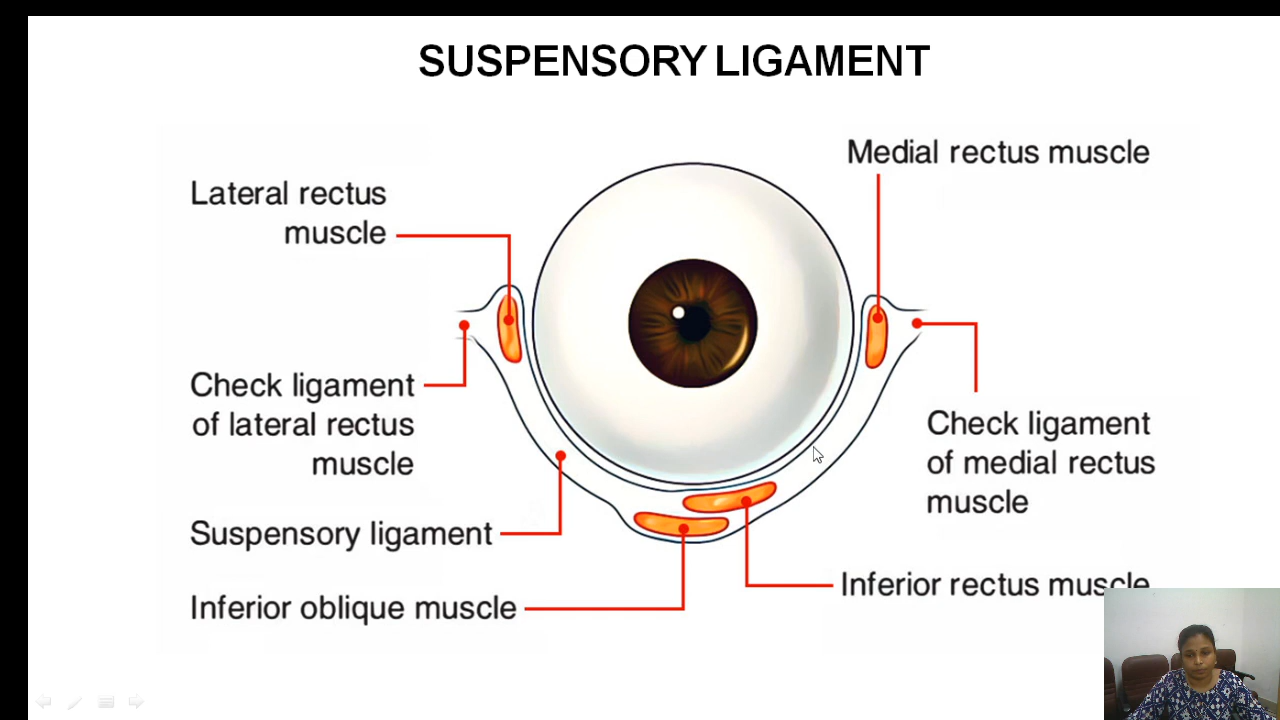 SUSPENSORY LIGAMENT
Medial rectus muscle
Lateral rectus
muscle
Check ligament
of lateral rectus
muscle
Check ligament
of medial rectus
muscle
Suspensory ligament
Inferior rectus muscle
Inferior oblique muscle